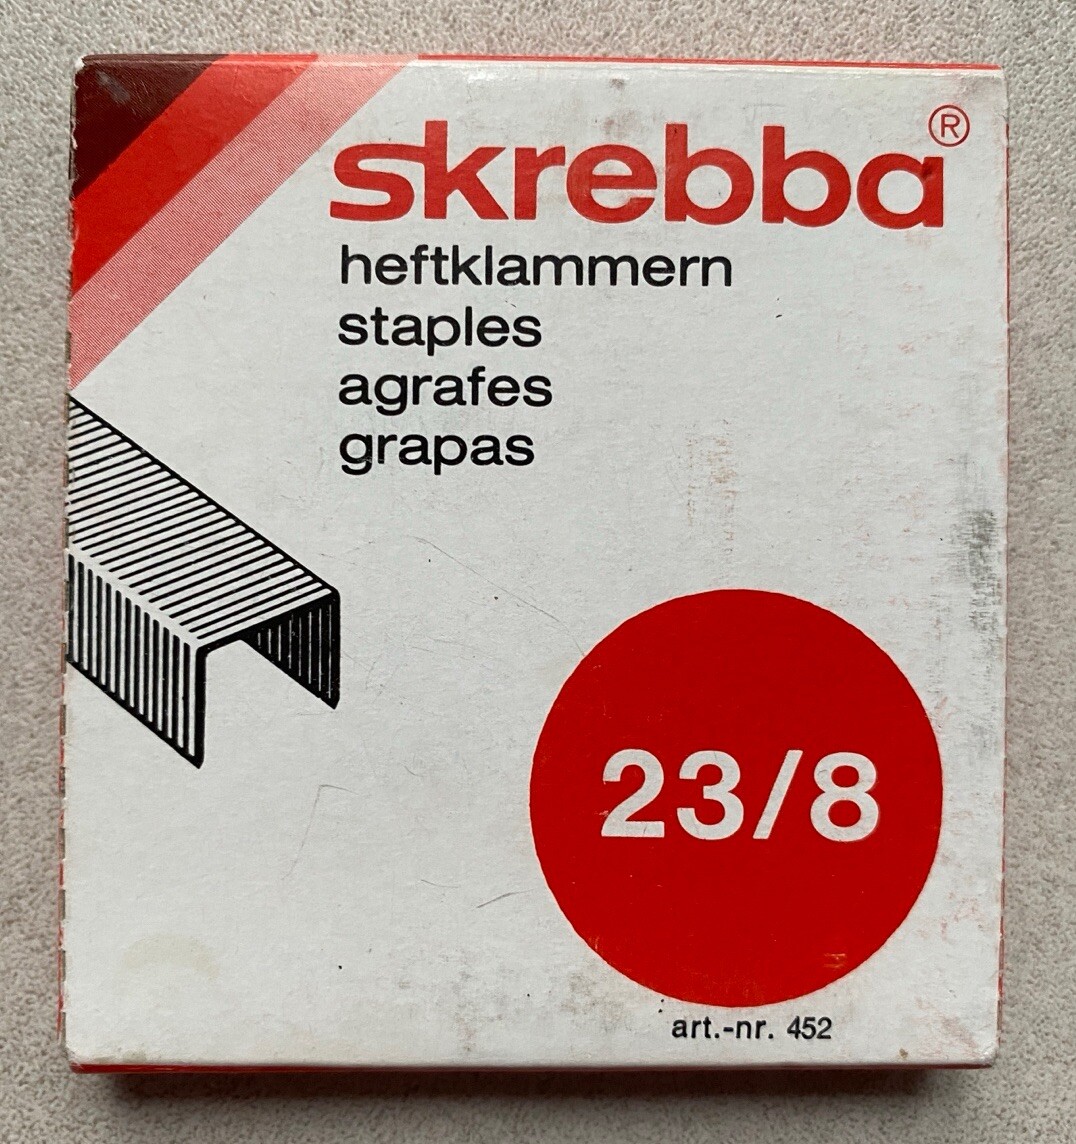 skrebba®
heftklammern
staples
agrafes
grapas
23/8
art.-nr. 452